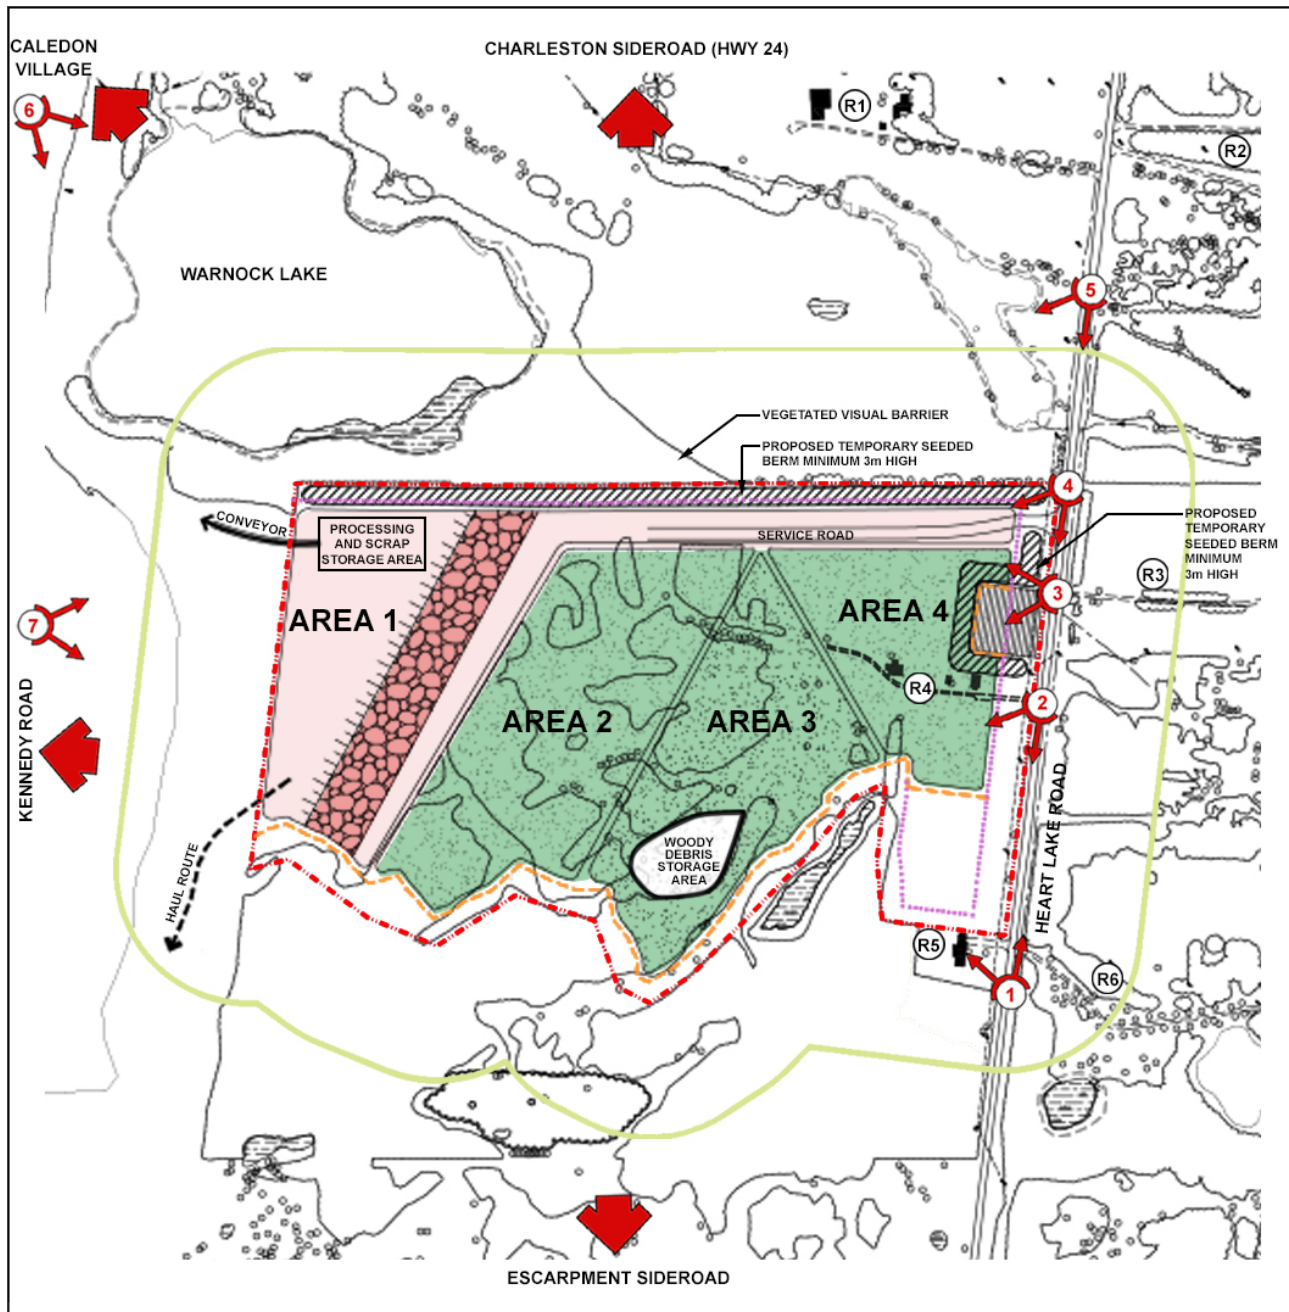 CALEDON
VILLAGE
CHARLESTON SIDEROAD (HWY 24)
6
R1
R2
WARNOCK LAKE
5
VEGETATED VISUAL BARRIER
PROPOSED TEMPORARY SEEDED
BERM MINIMUM 3m HIGH
4
CONVEYOR
PROCESSING
AND SCRAP
STORAGE AREA
SERVICE ROAD
PROPOSED
TEMPORARY
SEEDED BERM
MINIMUM
3m HIGH
R3
3
7
AREA 1
AREA 4
R4
2
AREA 2
AREA 3
KENNEDY ROAD
HEART LAKE ROAD
WOODY
DEBRIS
STORAGE
AREA
HAUL ROUTE
R5
R6
1
ESCARPMENT SIDEROAD